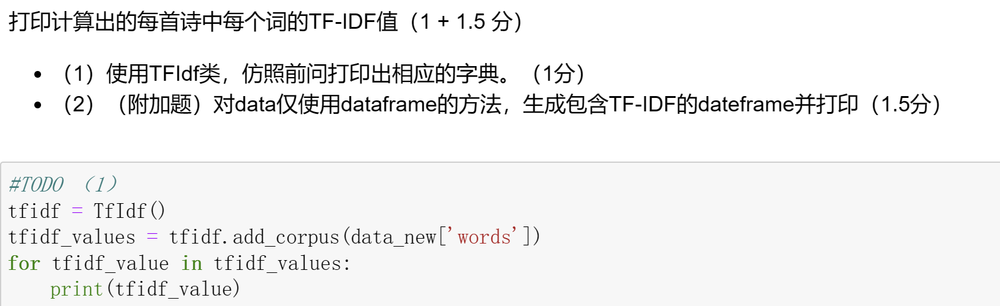 打印计算出的每首诗中每个词的TF-IDF值（1 + 1.5 分）
（1）使用TFIdf类，仿照前问打印出相应的字典。（1分）
（2）（附加题）对data仅使用dataframe的方法，生成包含TF-IDF的dateframe并打印（1.5分）
#TODO （1）
tfidf = TfIdf()
tfidf_values = tfidf.add_corpus(data_new['words'])
for tfidf_value in tfidf_values:
    print(tfidf_value)